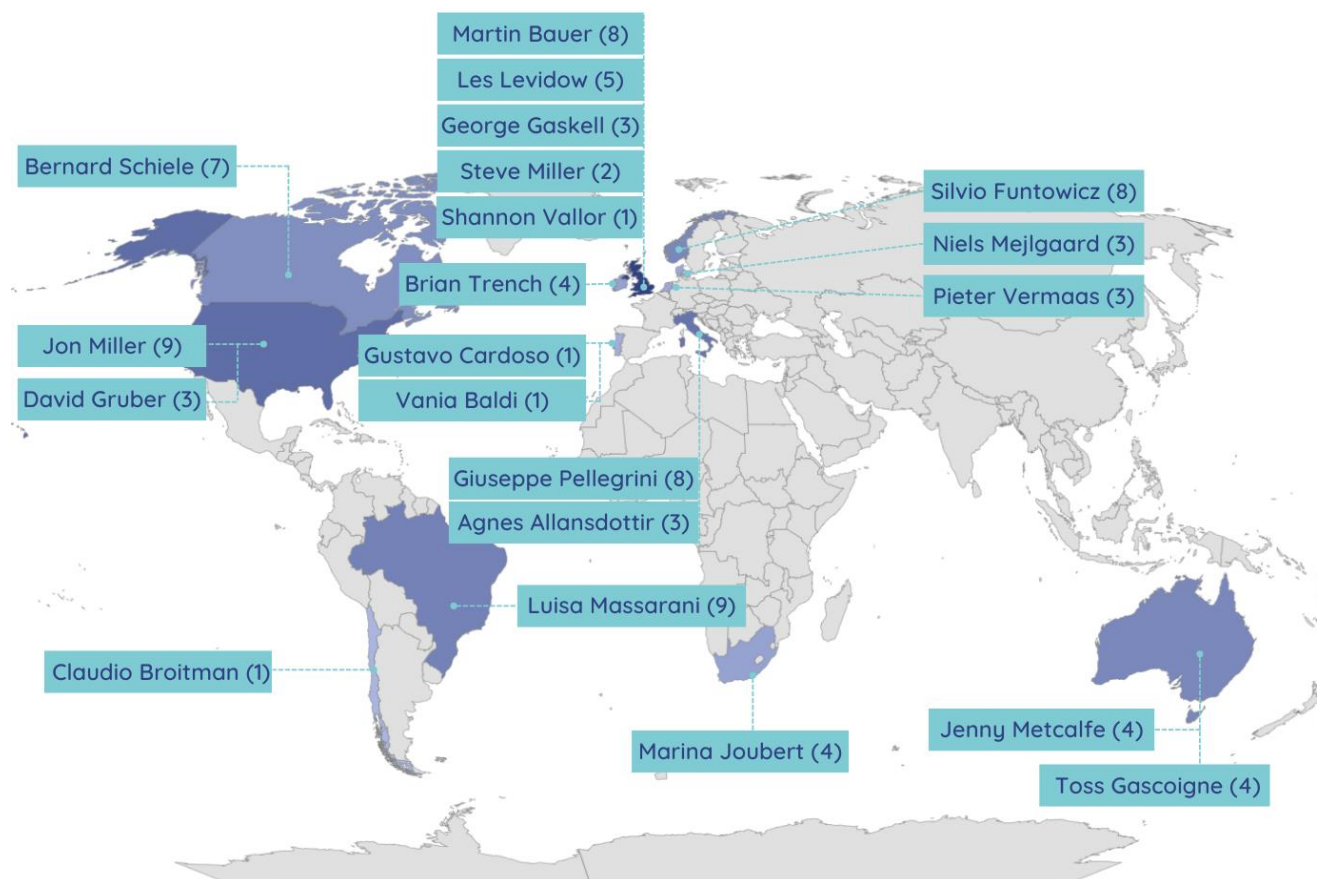 Martin Bauer (8)
Les Levidow (5)
George Gaskell (3)
Steve Miller (2)
Shannon Vallor (1)
Bernard Schiele (7)
Silvio Funtowicz (8)
Niels Mejlgaard (3)
Brian Trench (4)
Pieter Vermaas (3)
Jon Miller (9)
Gustavo Cardoso (1)
David Gruber (3)
Vania Baldi (1)
Giuseppe Pellegrini (8)
Agnes Allansdottir (3)
Luisa Massarani (9)
Claudio Broitman (1)
Jenny Metcalfe (4)
Marina Joubert (4)
Toss Gascoigne (4)